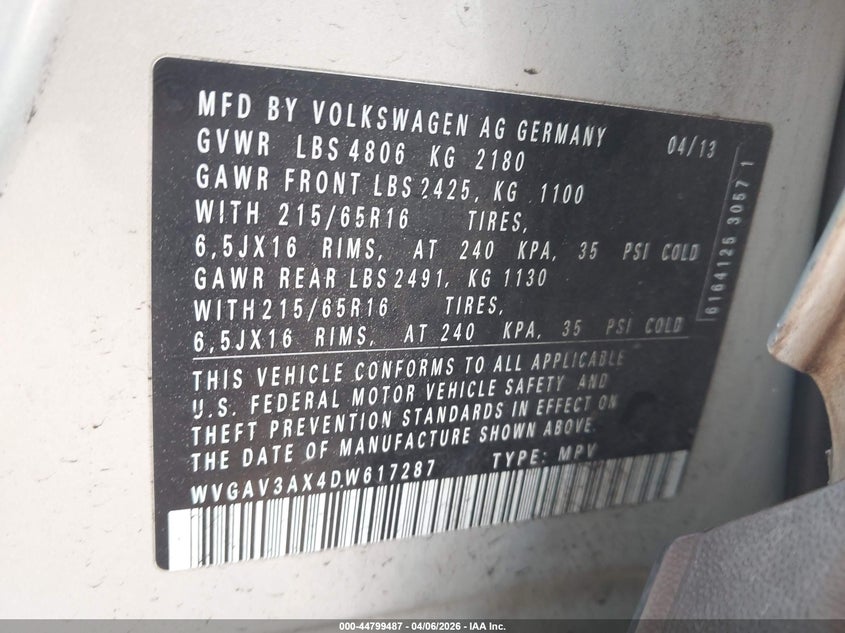 MFD BY VOLKSWAGEN AG GERMANY 04/13
GVWR LBS 4806 KG 2180
GAWR FRONT LBS 2425, KG 1100
WITH 215/65R16 TIRES,
6,5JX16 RIMS, AT 240 KPA, 35 PSI COLD
GAWR REAR LBS 2491, KG 1130
WITH 215/65R16 TIRES,
6,5JX16 RIMS, AT 240 KPA, 35 PSI COLD
THIS VEHICLE CONFORMS TO ALL APPLICABLE
U.S. FEDERAL MOTOR VEHICLE SAFETY AND
THEFT PREVENTION STANDARDS IN EFFECT ON
THE DATE OF MANUFACTURE SHOWN ABOVE.
WVGAV3AX4DW617287 TYPE: MPV
6164125 3057 1
000-44799487 - 04/06/2026 - IAA Inc.